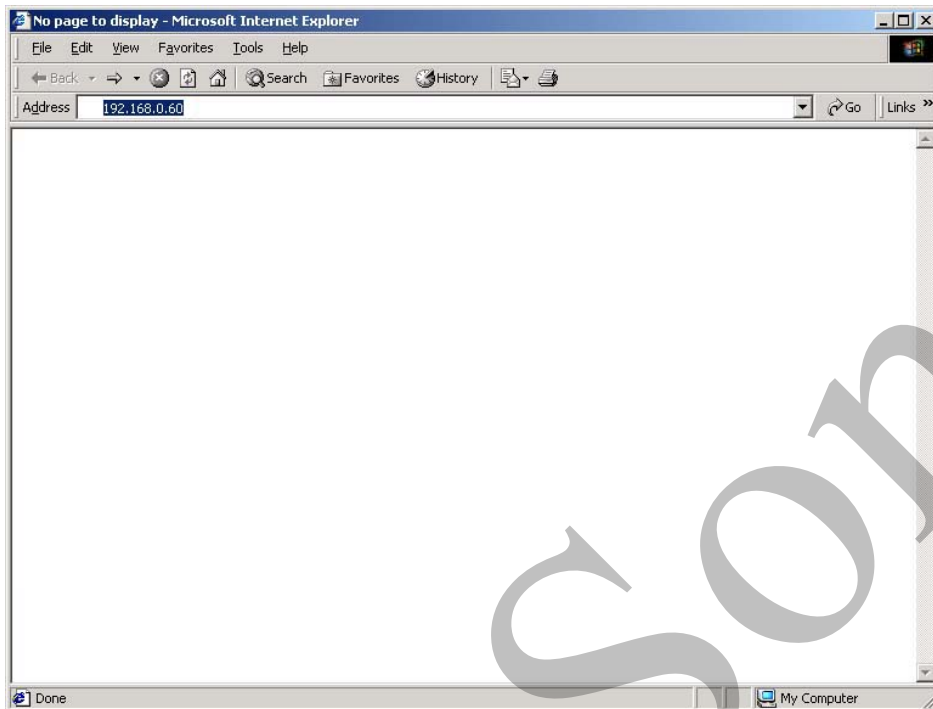 No page to display - Microsoft Internet Explorer
File Edit View Favorites Tools Help
Back Search Favorites History
Address 192.168.0.60 Go Links »
Son
Done My Computer